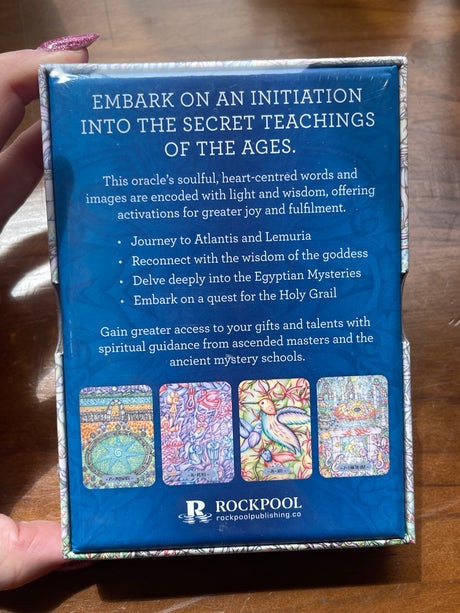 EMBARK ON AN INITIATION
INTO THE SECRET TEACHINGS
OF THE AGES.
This oracle's soulful, heart-centred words and
images are encoded with light and wisdom, offering
activations for greater joy and fulfilment.
• Journey to Atlantis and Lemuria
• Reconnect with the wisdom of the goddess
• Delve deeply into the Egyptian Mysteries
• Embark on a quest for the Holy Grail
Gain greater access to your gifts and talents with
spiritual guidance from ascended masters and the
ancient mystery schools.
R ROCKPOOL
rockpoolpublishing.co